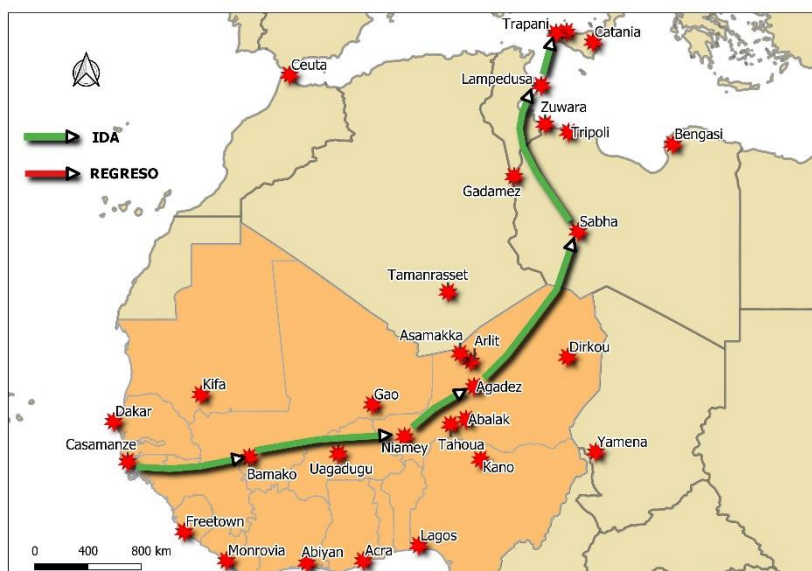 Trapani
Catania
Ceuta
Lampedusa
Zuwara
IDA
Tripoli
Bengasi
REGRESO
Gadamez
Sabha
Tamanrasset
Asamakka
Arlit
Dirkou
Kifa
Gao
Agadez
Dakar
Abalak
Casamanze
Niamey
Tahoua
Yamena
Bamako
Uagadugu
Kano
Freetown
Lagos
Monrovia
Abiyan
Acra
0 400 800 km